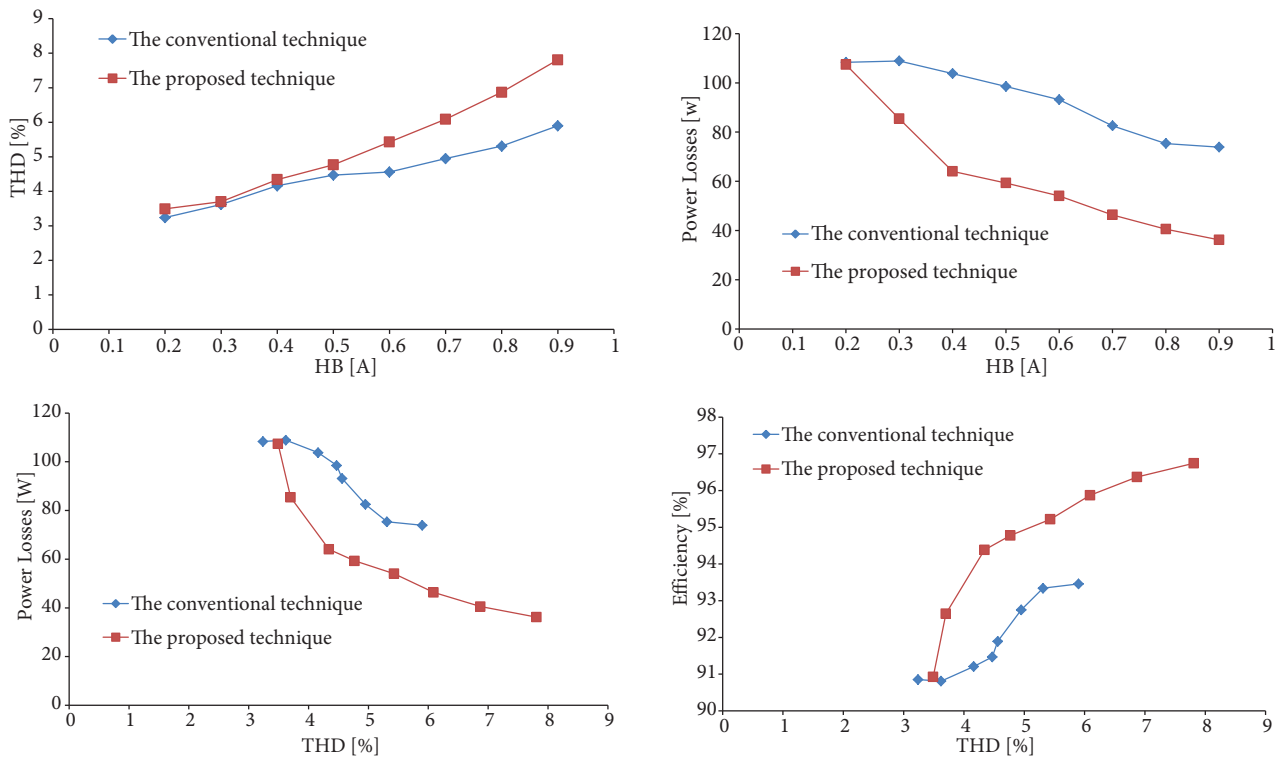 9
8
7
6
5
4
3
2
1
0
THD [%]
The conventional technique
The proposed technique
0 0.1 0.2 0.3 0.4 0.5 0.6 0.7 0.8 0.9 1
HB [A]
120
100
80
60
40
20
0
Power Losses [w]
The conventional technique
The proposed technique
0 0.1 0.2 0.3 0.4 0.5 0.6 0.7 0.8 0.9 1
HB [A]
120
100
80
60
40
20
0
Power Losses [W]
The conventional technique
The proposed technique
0 1 2 3 4 5 6 7 8 9
THD [%]
98
97
96
95
94
93
92
91
90
Efficiency [%]
The conventional technique
The proposed technique
0 1 2 3 4 5 6 7 8 9
THD [%]